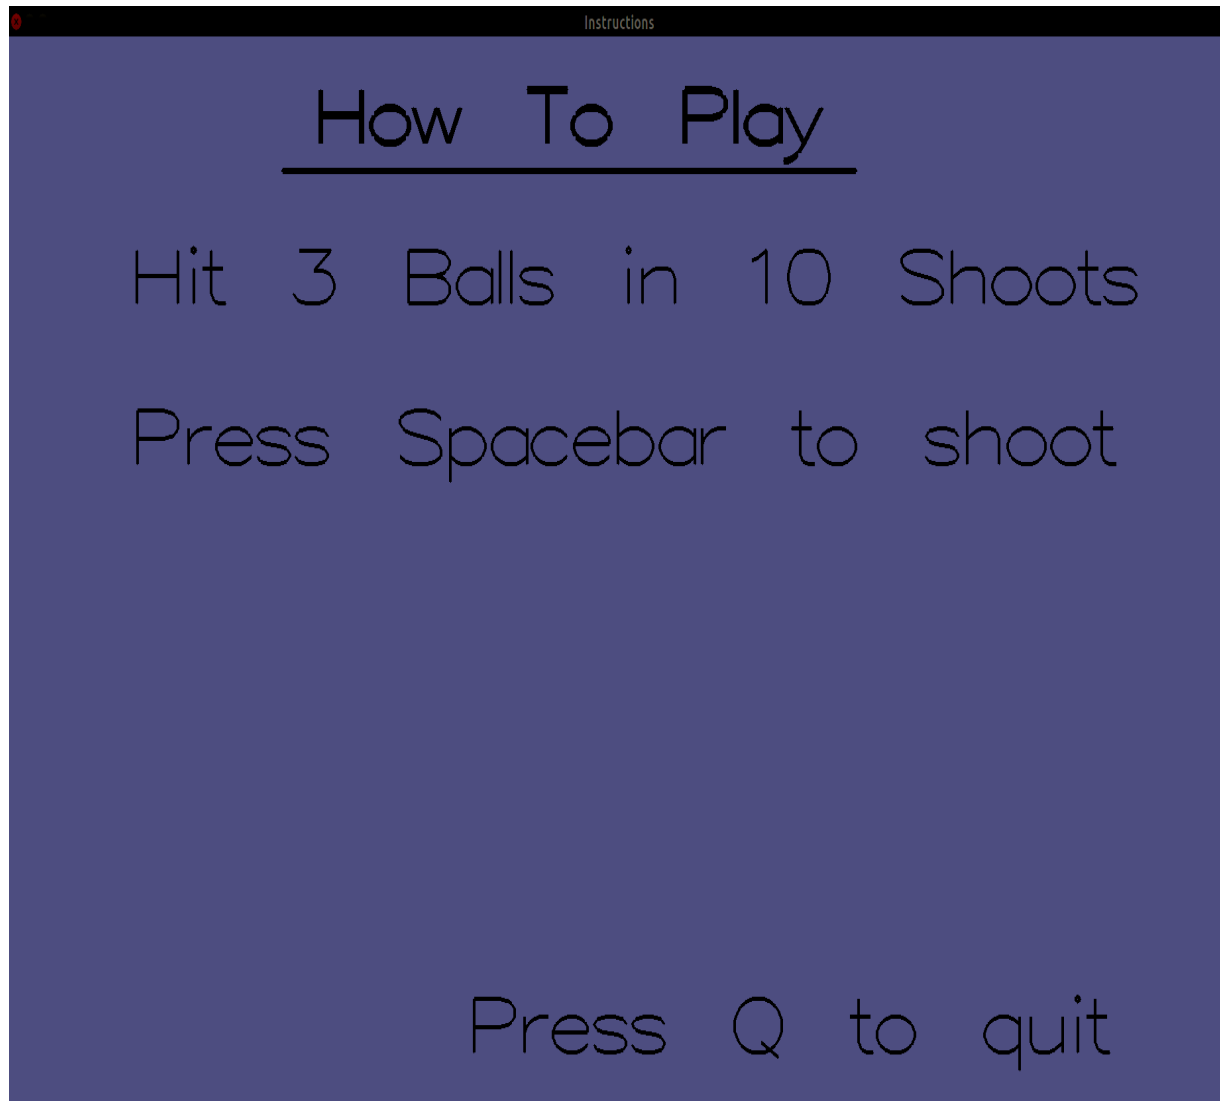 Instructions
How To Play
Hit 3 Balls in 10 Shoots
Press Spacebar to shoot
Press Q to quit